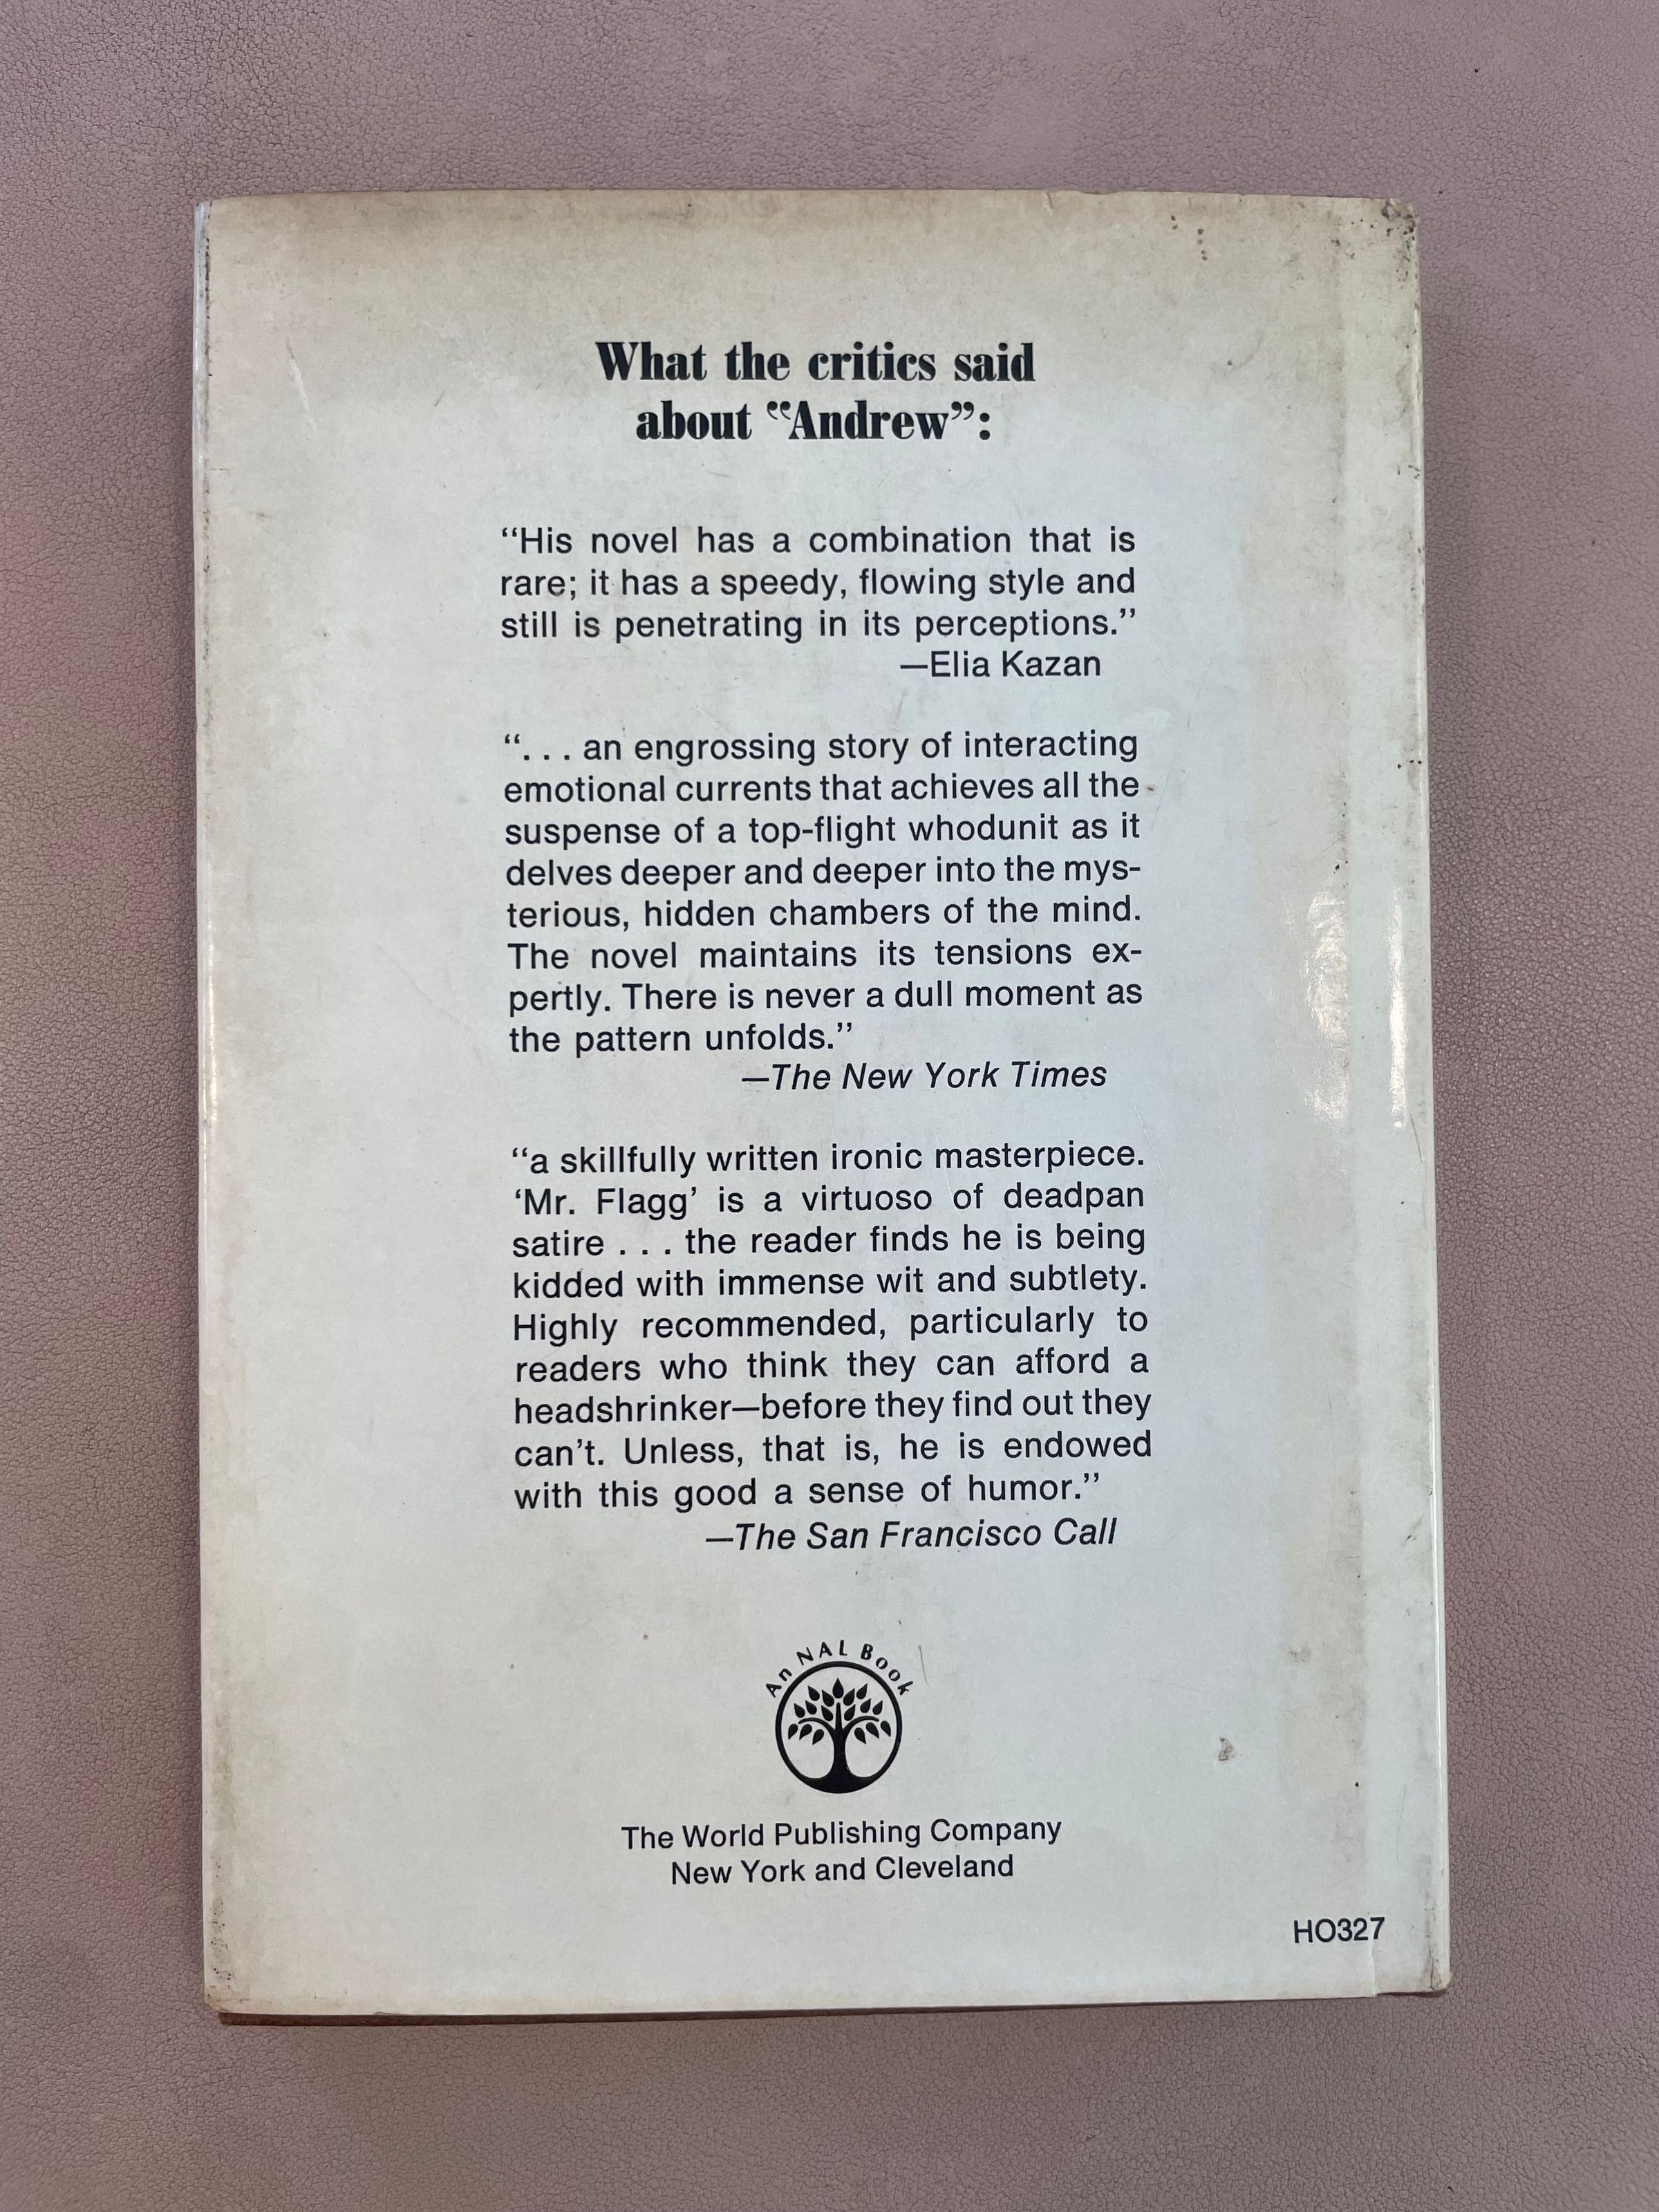 What the critics said
about “Andrew”:
“His novel has a combination that is
rare; it has a speedy, flowing style and
still is penetrating in its perceptions.”
—Elia Kazan
“. . . an engrossing story of interacting
emotional currents that achieves all the
suspense of a top-flight whodunit as it
delves deeper and deeper into the mys-
terious, hidden chambers of the mind.
The novel maintains its tensions ex-
pertly. There is never a dull moment as
the pattern unfolds.”
—The New York Times
“a skillfully written ironic masterpiece.
‘Mr. Flagg’ is a virtuoso of deadpan
satire . . . the reader finds he is being
kidded with immense wit and subtlety.
Highly recommended, particularly to
readers who think they can afford a
headshrinker—before they find out they
can’t. Unless, that is, he is endowed
with this good a sense of humor.”
—The San Francisco Call
An NAL Book
The World Publishing Company
New York and Cleveland
HO327